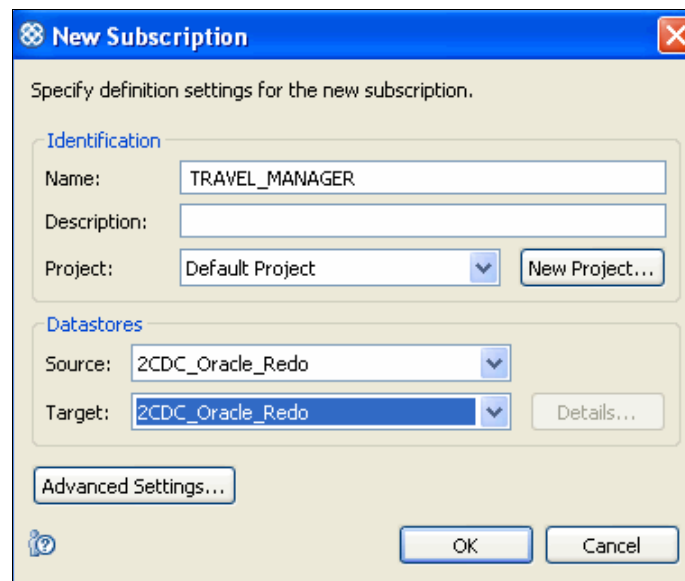 New Subscription
Specify definition settings for the new subscription.
Identification
Name: TRAVEL_MANAGER
Description:
Project: Default Project New Project...
Datastores
Source: 2CDC_Oracle_Redo
Target: 2CDC_Oracle_Redo Details...
Advanced Settings...
OK Cancel